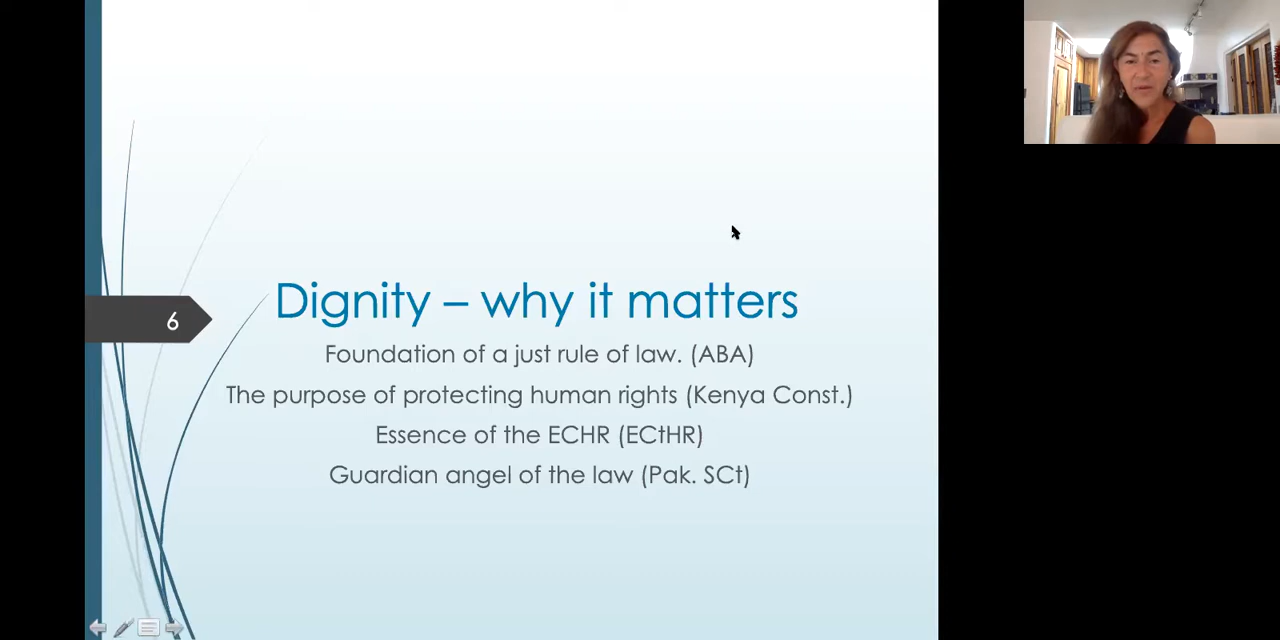 6
Dignity – why it matters
Foundation of a just rule of law. (ABA)
The purpose of protecting human rights (Kenya Const.)
Essence of the ECHR (ECtHR)
Guardian angel of the law (Pak. SCt)